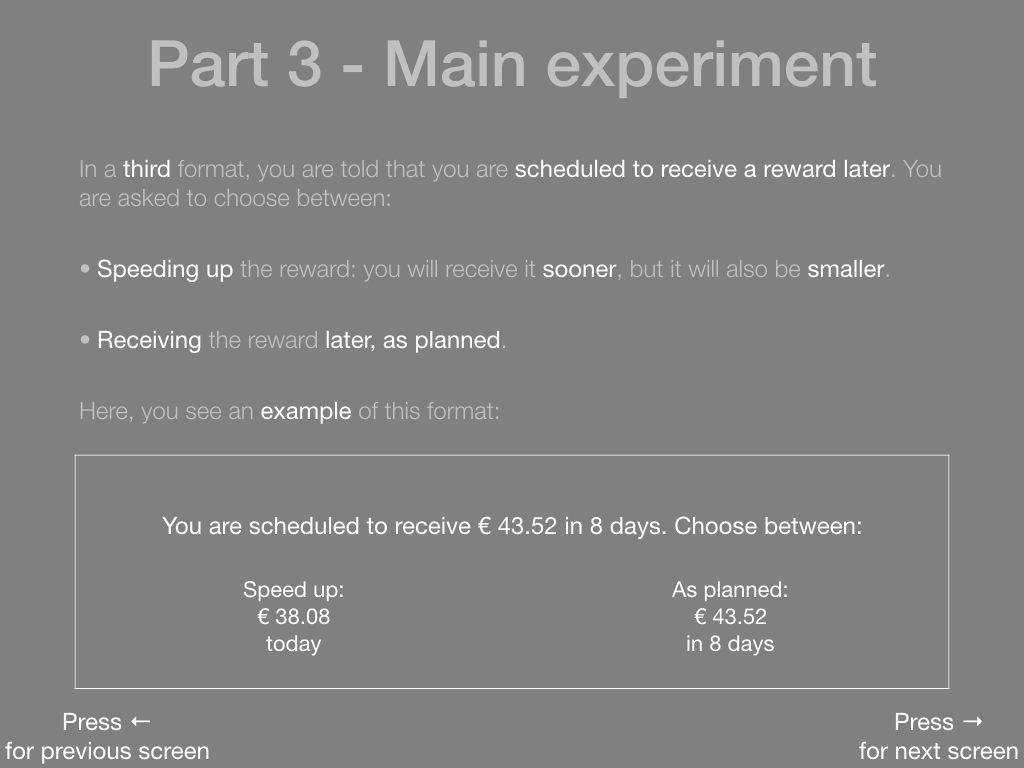 Part 3 - Main experiment
In a third format, you are told that you are scheduled to receive a reward later. You
are asked to choose between:
• Speeding up the reward: you will receive it sooner, but it will also be smaller.
• Receiving the reward later, as planned.
Here, you see an example of this format:
You are scheduled to receive € 43.52 in 8 days. Choose between:
Speed up:
€ 38.08
today
As planned:
€ 43.52
in 8 days
Press ←
for previous screen
Press →
for next screen